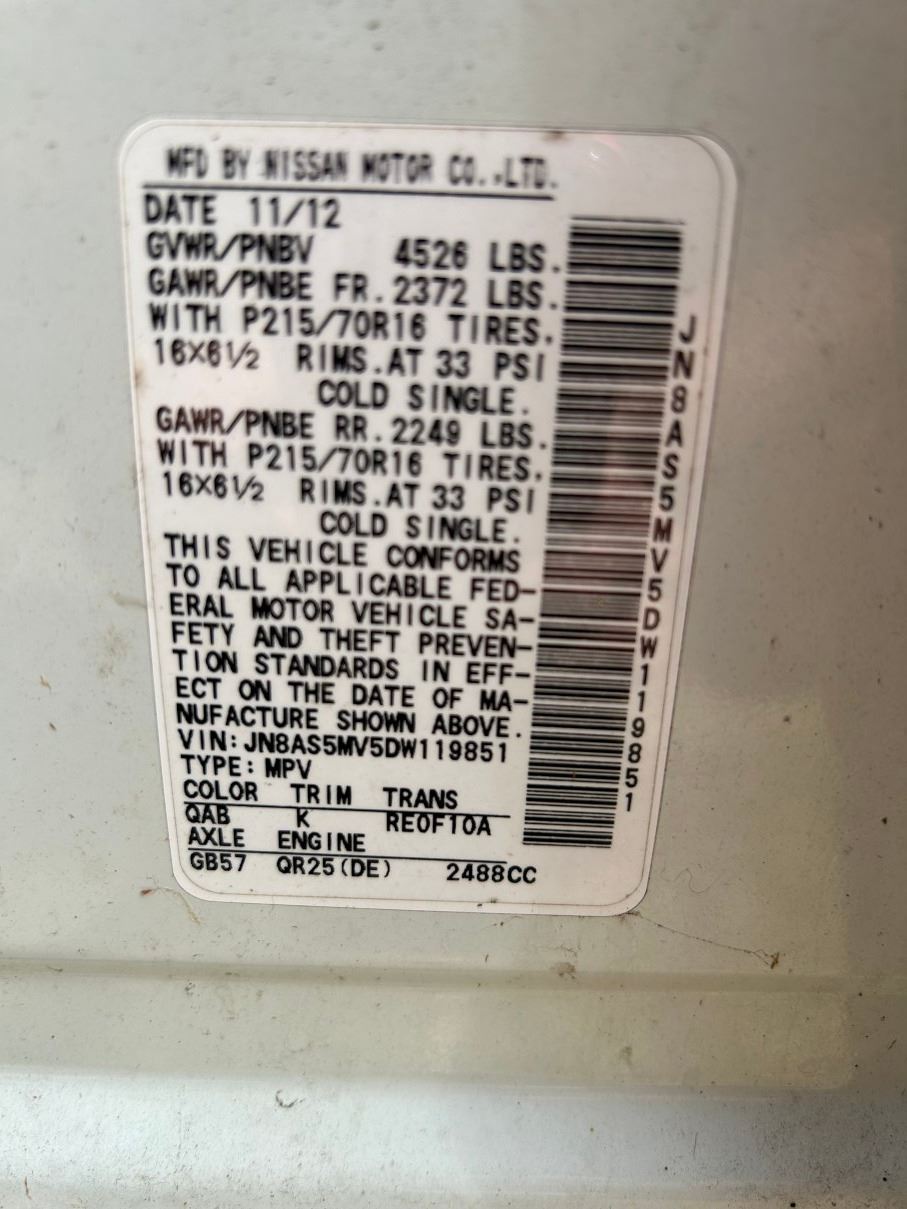 MFD BY NISSAN MOTOR CO.,LTD.
DATE 11/12
GVWR/PNBV 4526 LBS.
GAWR/PNBE FR.2372 LBS.
WITH P215/70R16 TIRES.
16X6½ RIMS.AT 33 PSI
COLD SINGLE.
GAWR/PNBE RR.2249 LBS.
WITH P215/70R16 TIRES.
16X6½ RIMS.AT 33 PSI
COLD SINGLE.
THIS VEHICLE CONFORMS
TO ALL APPLICABLE FED-
ERAL MOTOR VEHICLE SA-
FETY AND THEFT PREVEN-
TION STANDARDS IN EFF-
ECT ON THE DATE OF MA-
NUFACTURE SHOWN ABOVE.
VIN:JN8AS5MV5DW119851
TYPE:MPV
COLOR TRIM TRANS
QAB K RE0F10A
AXLE ENGINE
GB57 QR25(DE) 2488CC
JN8AS5MV5DW119851